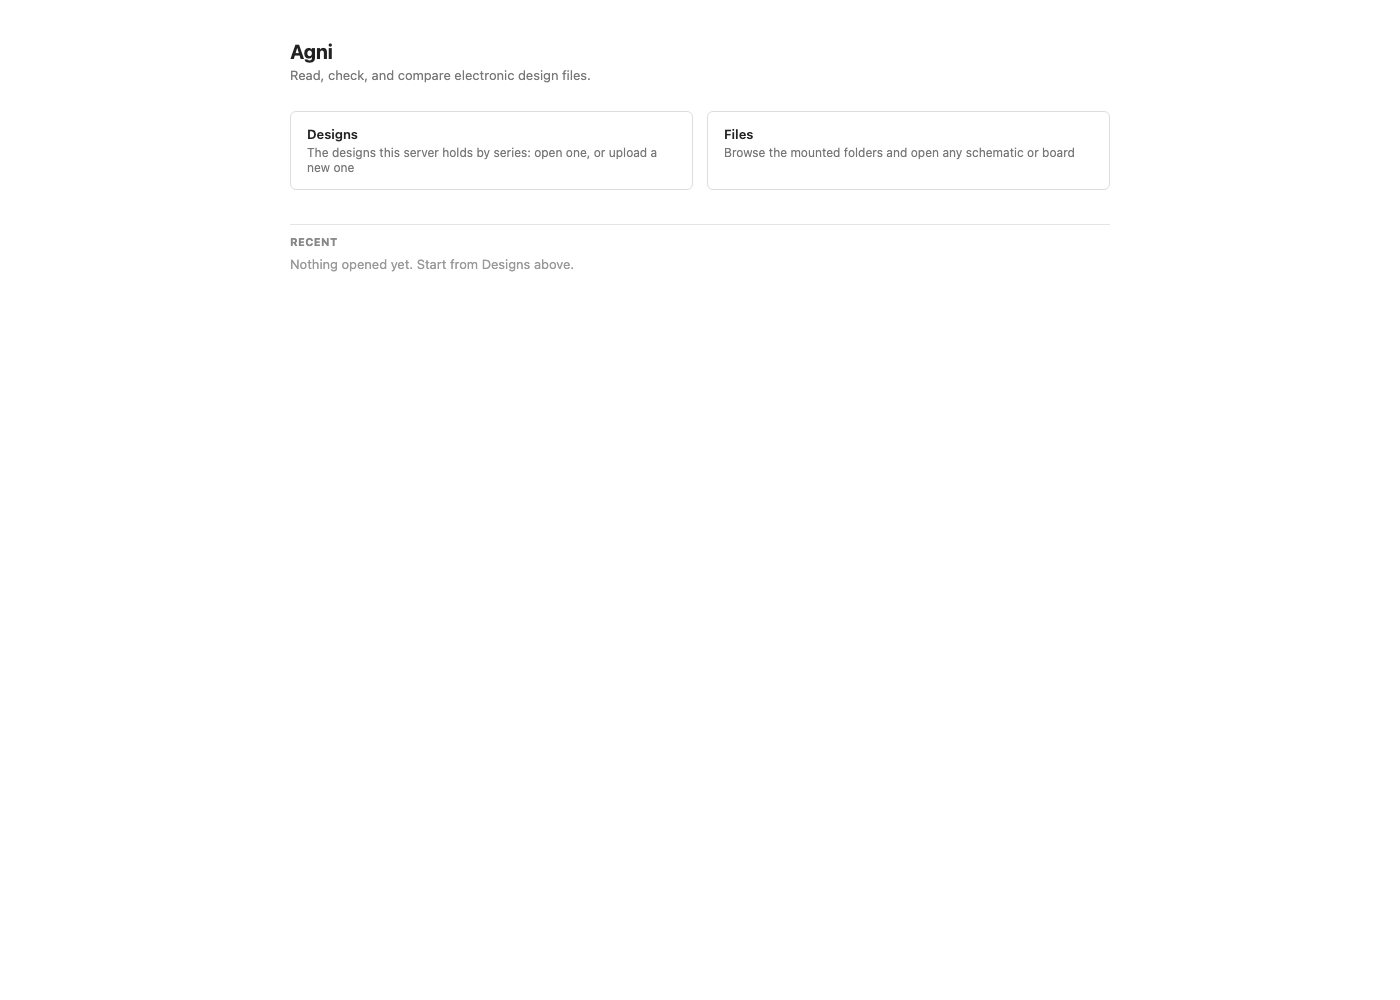 Agni
Read, check, and compare electronic design files.
Designs
The designs this server holds by series: open one, or upload a
new one
Files
Browse the mounted folders and open any schematic or board
RECENT
Nothing opened yet. Start from Designs above.